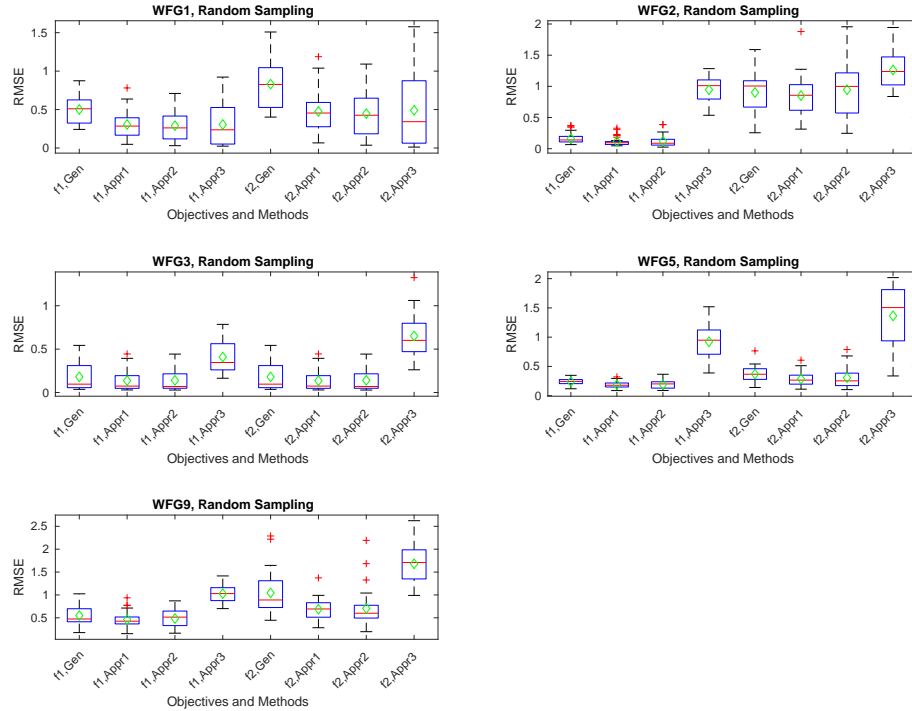 WFG1, Random Sampling
RMSE
1.5
1
0.5
0
f1,Gen
f1,Appr1
f1,Appr2
f1,Appr3
f2,Gen
f2,Appr1
f2,Appr2
f2,Appr3
Objectives and Methods
WFG2, Random Sampling
RMSE
2
1.5
1
0.5
0
f1,Gen
f1,Appr1
f1,Appr2
f1,Appr3
f2,Gen
f2,Appr1
f2,Appr2
f2,Appr3
Objectives and Methods
WFG3, Random Sampling
RMSE
1
0.5
0
f1,Gen
f1,Appr1
f1,Appr2
f1,Appr3
f2,Gen
f2,Appr1
f2,Appr2
f2,Appr3
Objectives and Methods
WFG5, Random Sampling
RMSE
2
1.5
1
0.5
0
f1,Gen
f1,Appr1
f1,Appr2
f1,Appr3
f2,Gen
f2,Appr1
f2,Appr2
f2,Appr3
Objectives and Methods
WFG9, Random Sampling
RMSE
2.5
2
1.5
1
0.5
f1,Gen
f1,Appr1
f1,Appr2
f1,Appr3
f2,Gen
f2,Appr1
f2,Appr2
f2,Appr3
Objectives and Methods